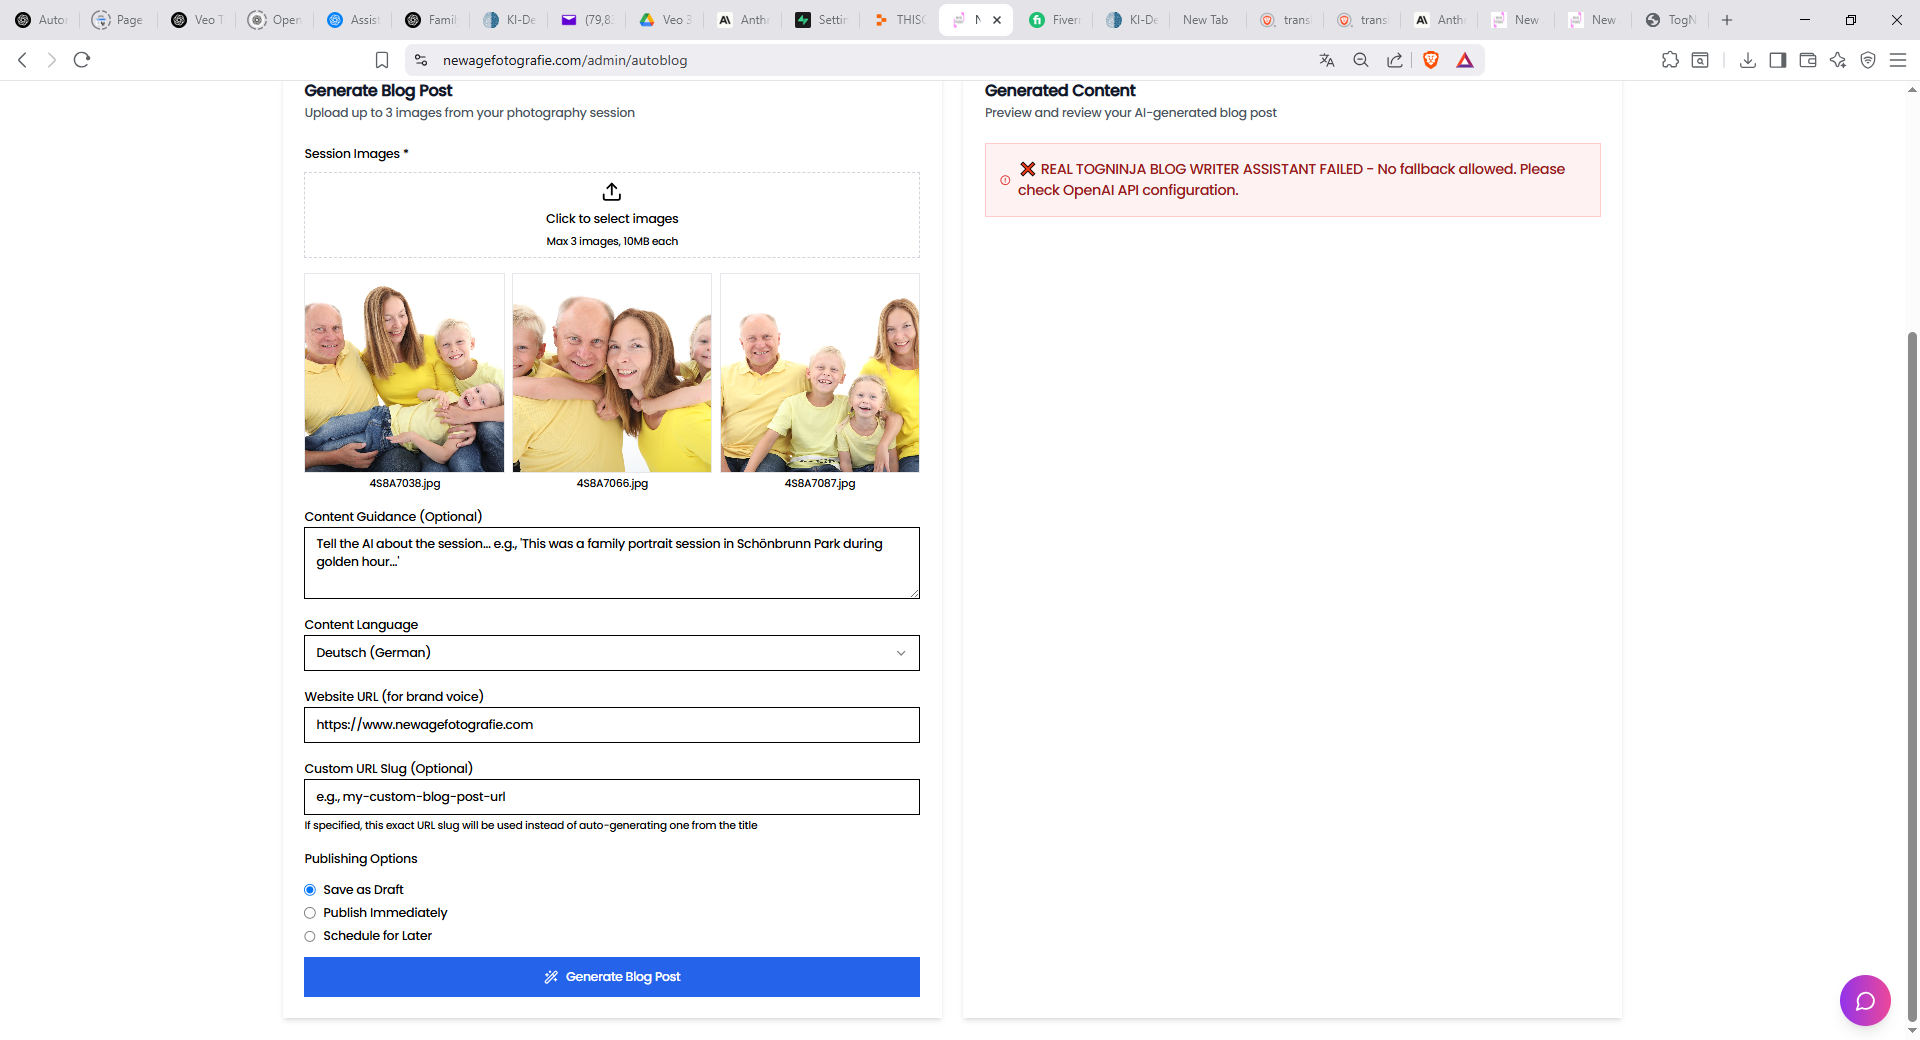 Autor
Page
Veo T
Open
Assist
Famil
KI-De
(79,8
Veo 3
Anthr
Settin
THISC
N
Fiverr
KI-De
New Tab
transl
transl
Anthr
New
New
TogN
newagefotografie.com/admin/autoblog
Generate Blog Post
Upload up to 3 images from your photography session
Session Images *
Click to select images
Max 3 images, 10MB each
4S8A7038.jpg
4S8A7066.jpg
4S8A7087.jpg
Content Guidance (Optional)
Tell the AI about the session... e.g., 'This was a family portrait session in Schönbrunn Park during
golden hour...'
Content Language
Deutsch (German)
Website URL (for brand voice)
https://www.newagefotografie.com
Custom URL Slug (Optional)
e.g., my-custom-blog-post-url
If specified, this exact URL slug will be used instead of auto-generating one from the title
Publishing Options
Save as Draft
Publish Immediately
Schedule for Later
Generate Blog Post
Generated Content
Preview and review your AI-generated blog post
❌ REAL TOGNINJA BLOG WRITER ASSISTANT FAILED - No fallback allowed. Please
check OpenAI API configuration.